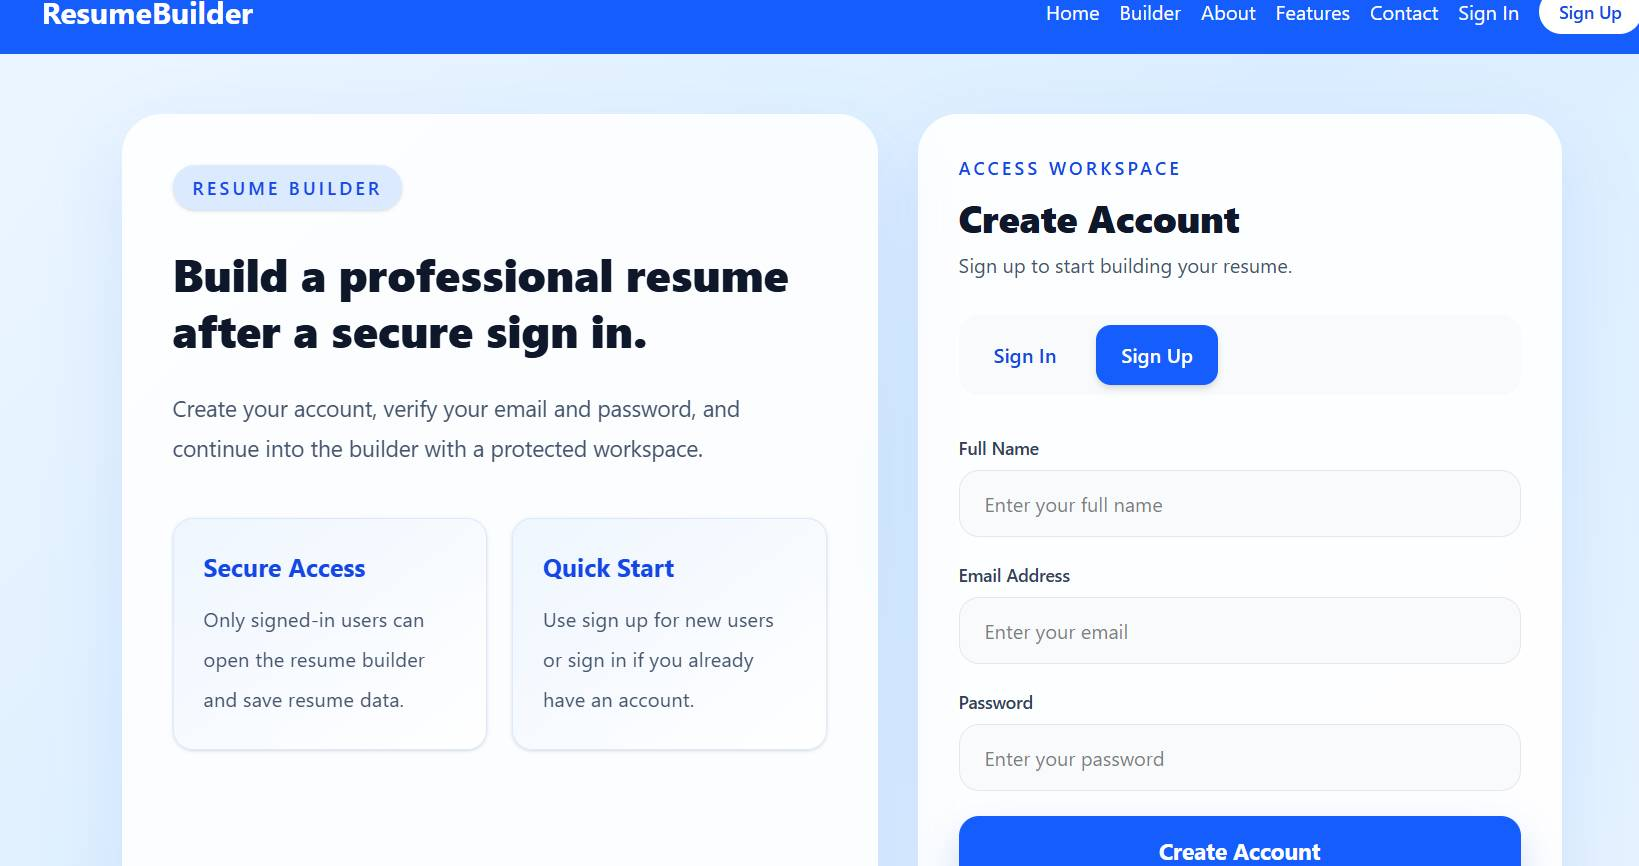 ResumeBuilder
Home Builder About Features Contact Sign In Sign Up
RESUME BUILDER
Build a professional resume
after a secure sign in.
Create your account, verify your email and password, and
continue into the builder with a protected workspace.
Secure Access
Only signed-in users can
open the resume builder
and save resume data.
Quick Start
Use sign up for new users
or sign in if you already
have an account.
ACCESS WORKSPACE
Create Account
Sign up to start building your resume.
Sign In Sign Up
Full Name
Enter your full name
Email Address
Enter your email
Password
Enter your password
Create Account